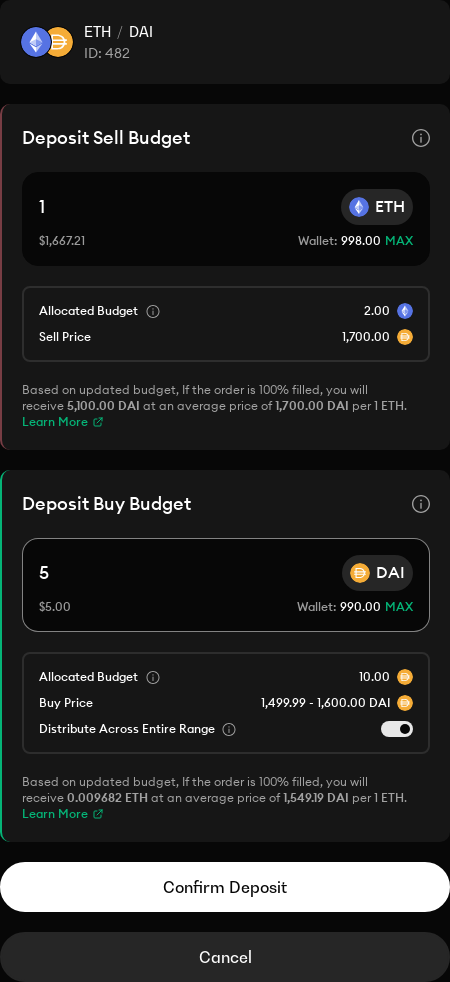 ETH / DAI
ID: 482
Deposit Sell Budget
1 ETH
$1,667.21 Wallet: 998.00 MAX
Allocated Budget 2.00
Sell Price 1,700.00
Based on updated budget, If the order is 100% filled, you will
receive 5,100.00 DAI at an average price of 1,700.00 DAI per 1 ETH.
Learn More
Deposit Buy Budget
5 DAI
$5.00 Wallet: 990.00 MAX
Allocated Budget 10.00
Buy Price 1,499.99 - 1,600.00 DAI
Distribute Across Entire Range
Based on updated budget, If the order is 100% filled, you will
receive 0.009682 ETH at an average price of 1,549.19 DAI per 1 ETH.
Learn More
Confirm Deposit
Cancel